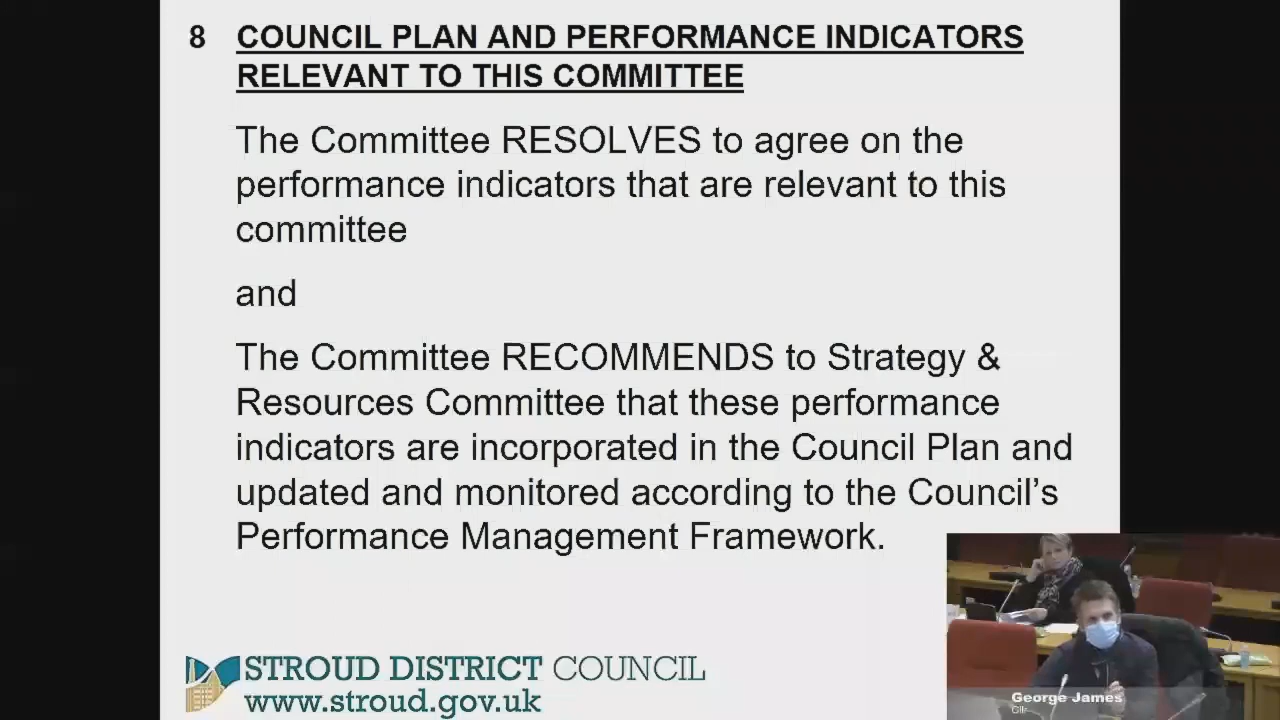 8 COUNCIL PLAN AND PERFORMANCE INDICATORS
RELEVANT TO THIS COMMITTEE
The Committee RESOLVES to agree on the
performance indicators that are relevant to this
committee
and
The Committee RECOMMENDS to Strategy &
Resources Committee that these performance
indicators are incorporated in the Council Plan and
updated and monitored according to the Council’s
Performance Management Framework.
STROUD DISTRICT COUNCIL
www.stroud.gov.uk
George James
Cllr